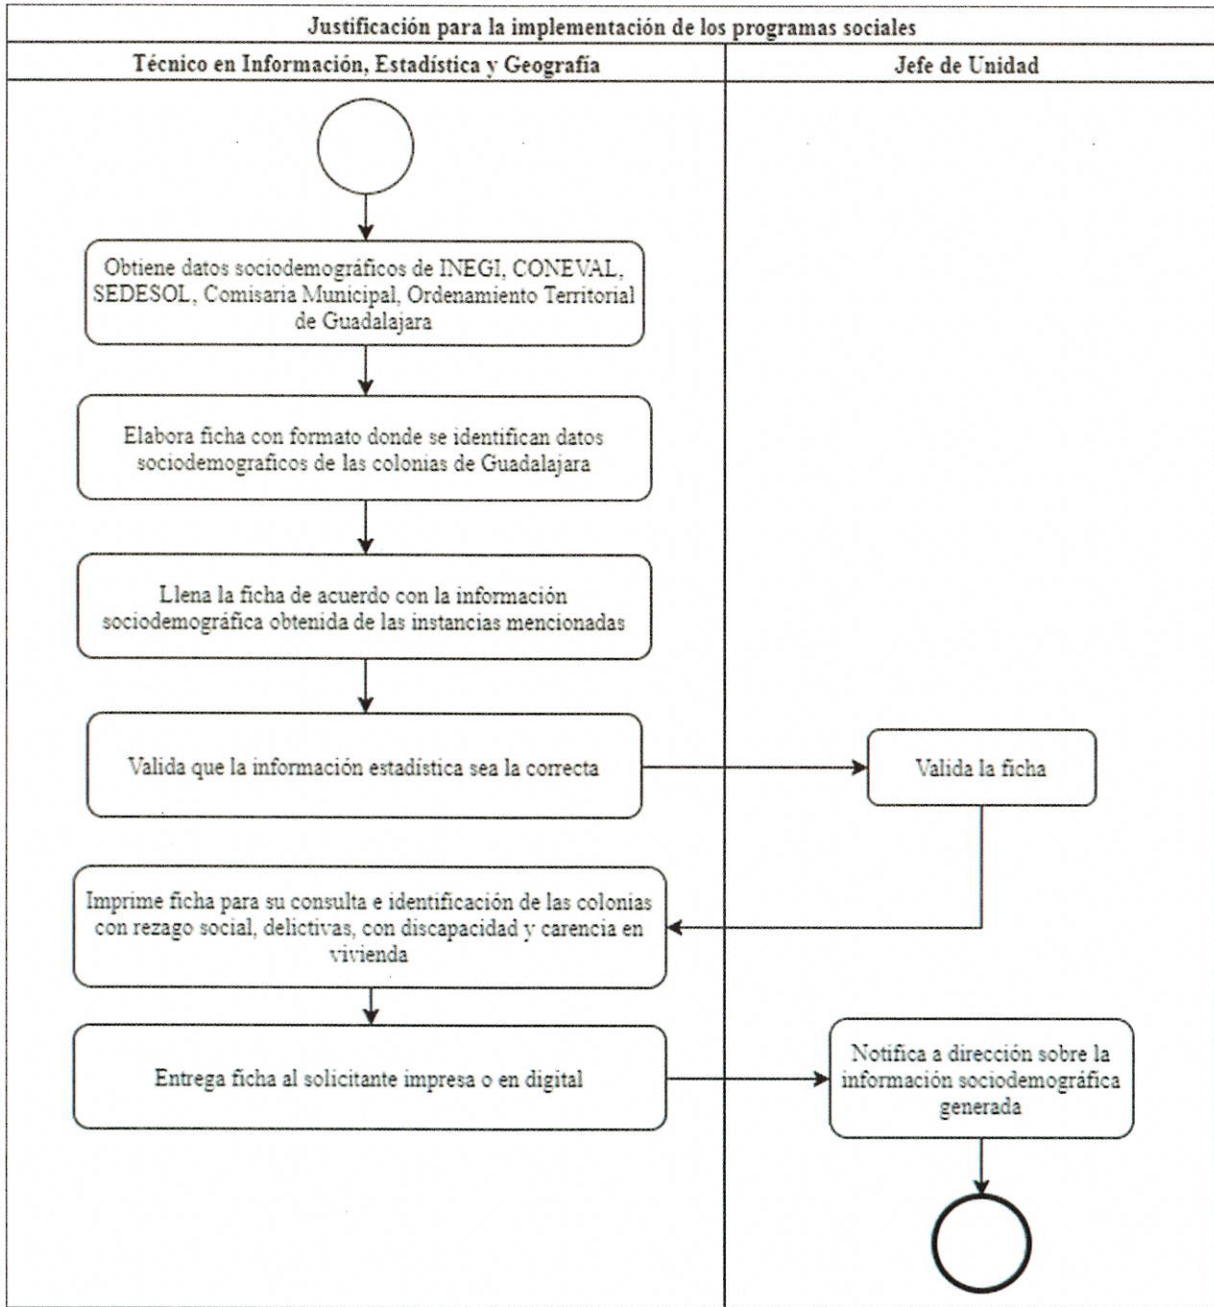 Justificación para la implementación de los programas sociales
Técnico en Información, Estadística y Geografía
Jefe de Unidad
Obtiene datos sociodemográficos de INEGI, CONEVAL,
SEDESOL, Comisaria Municipal, Ordenamiento Territorial
de Guadalajara
Elabora ficha con formato donde se identifican datos
sociodemograficos de las colonias de Guadalajara
Llena la ficha de acuerdo con la información
sociodemográfica obtenida de las instancias mencionadas
Valida que la información estadística sea la correcta
Valida la ficha
Imprime ficha para su consulta e identificación de las colonias
con rezago social, delictivas, con discapacidad y carencia en
vivienda
Entrega ficha al solicitante impresa o en digital
Notifica a dirección sobre la
información sociodemográfica
generada